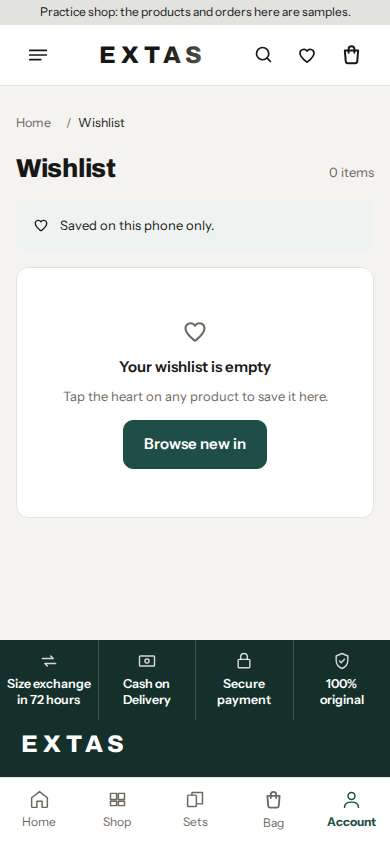 Practice shop: the products and orders here are samples.
EXTAS
Home / Wishlist
Wishlist
0 items
Saved on this phone only.
Your wishlist is empty
Tap the heart on any product to save it here.
Browse new in
Size exchange
in 72 hours
Cash on
Delivery
Secure
payment
100%
original
EXTAS
Home
Shop
Sets
Bag
Account